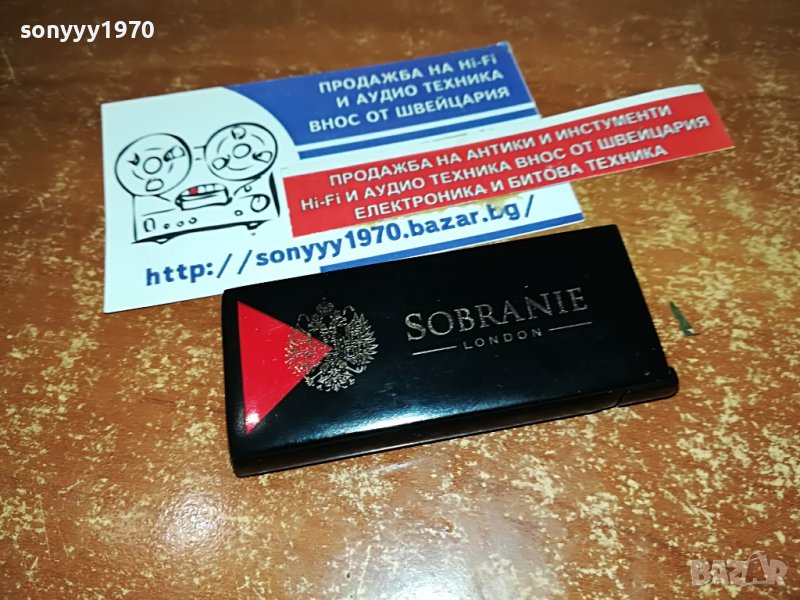 sonyyy1970
ПРОДАЖБА НА Hi-Fi
И АУДИО ТЕХНИКА
ВНОС ОТ ШВЕЙЦАРИЯ
ПРОДАЖБА НА АНТИКИ И ИНСТУМЕНТИ
Hi-Fi И АУДИО ТЕХНИКА ВНОС ОТ ШВЕЙЦАРИЯ
ЕЛЕКТРОНИКА И БИТОВА ТЕХНИКА
http://sonyyy1970.bazar.bg/
SOBRANIE
LONDON
BAZAR